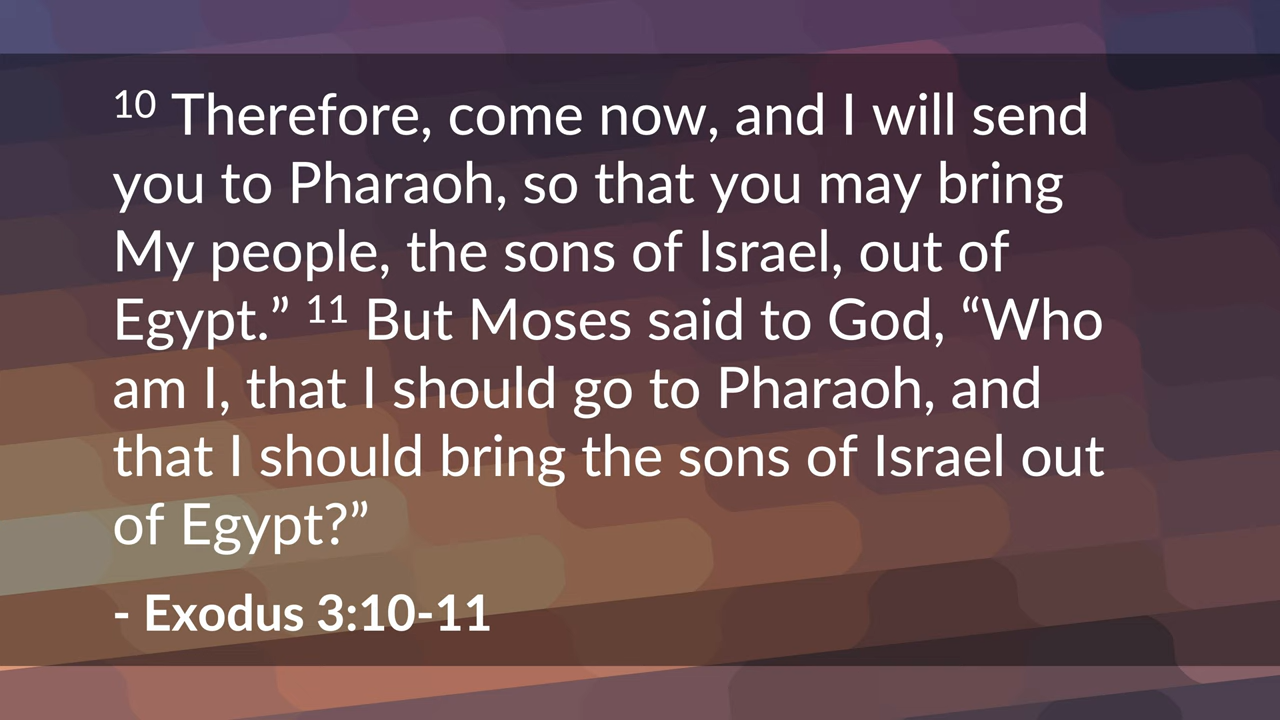 10 Therefore, come now, and I will send
you to Pharaoh, so that you may bring
My people, the sons of Israel, out of
Egypt.” 11 But Moses said to God, “Who
am I, that I should go to Pharaoh, and
that I should bring the sons of Israel out
of Egypt?”
- Exodus 3:10-11